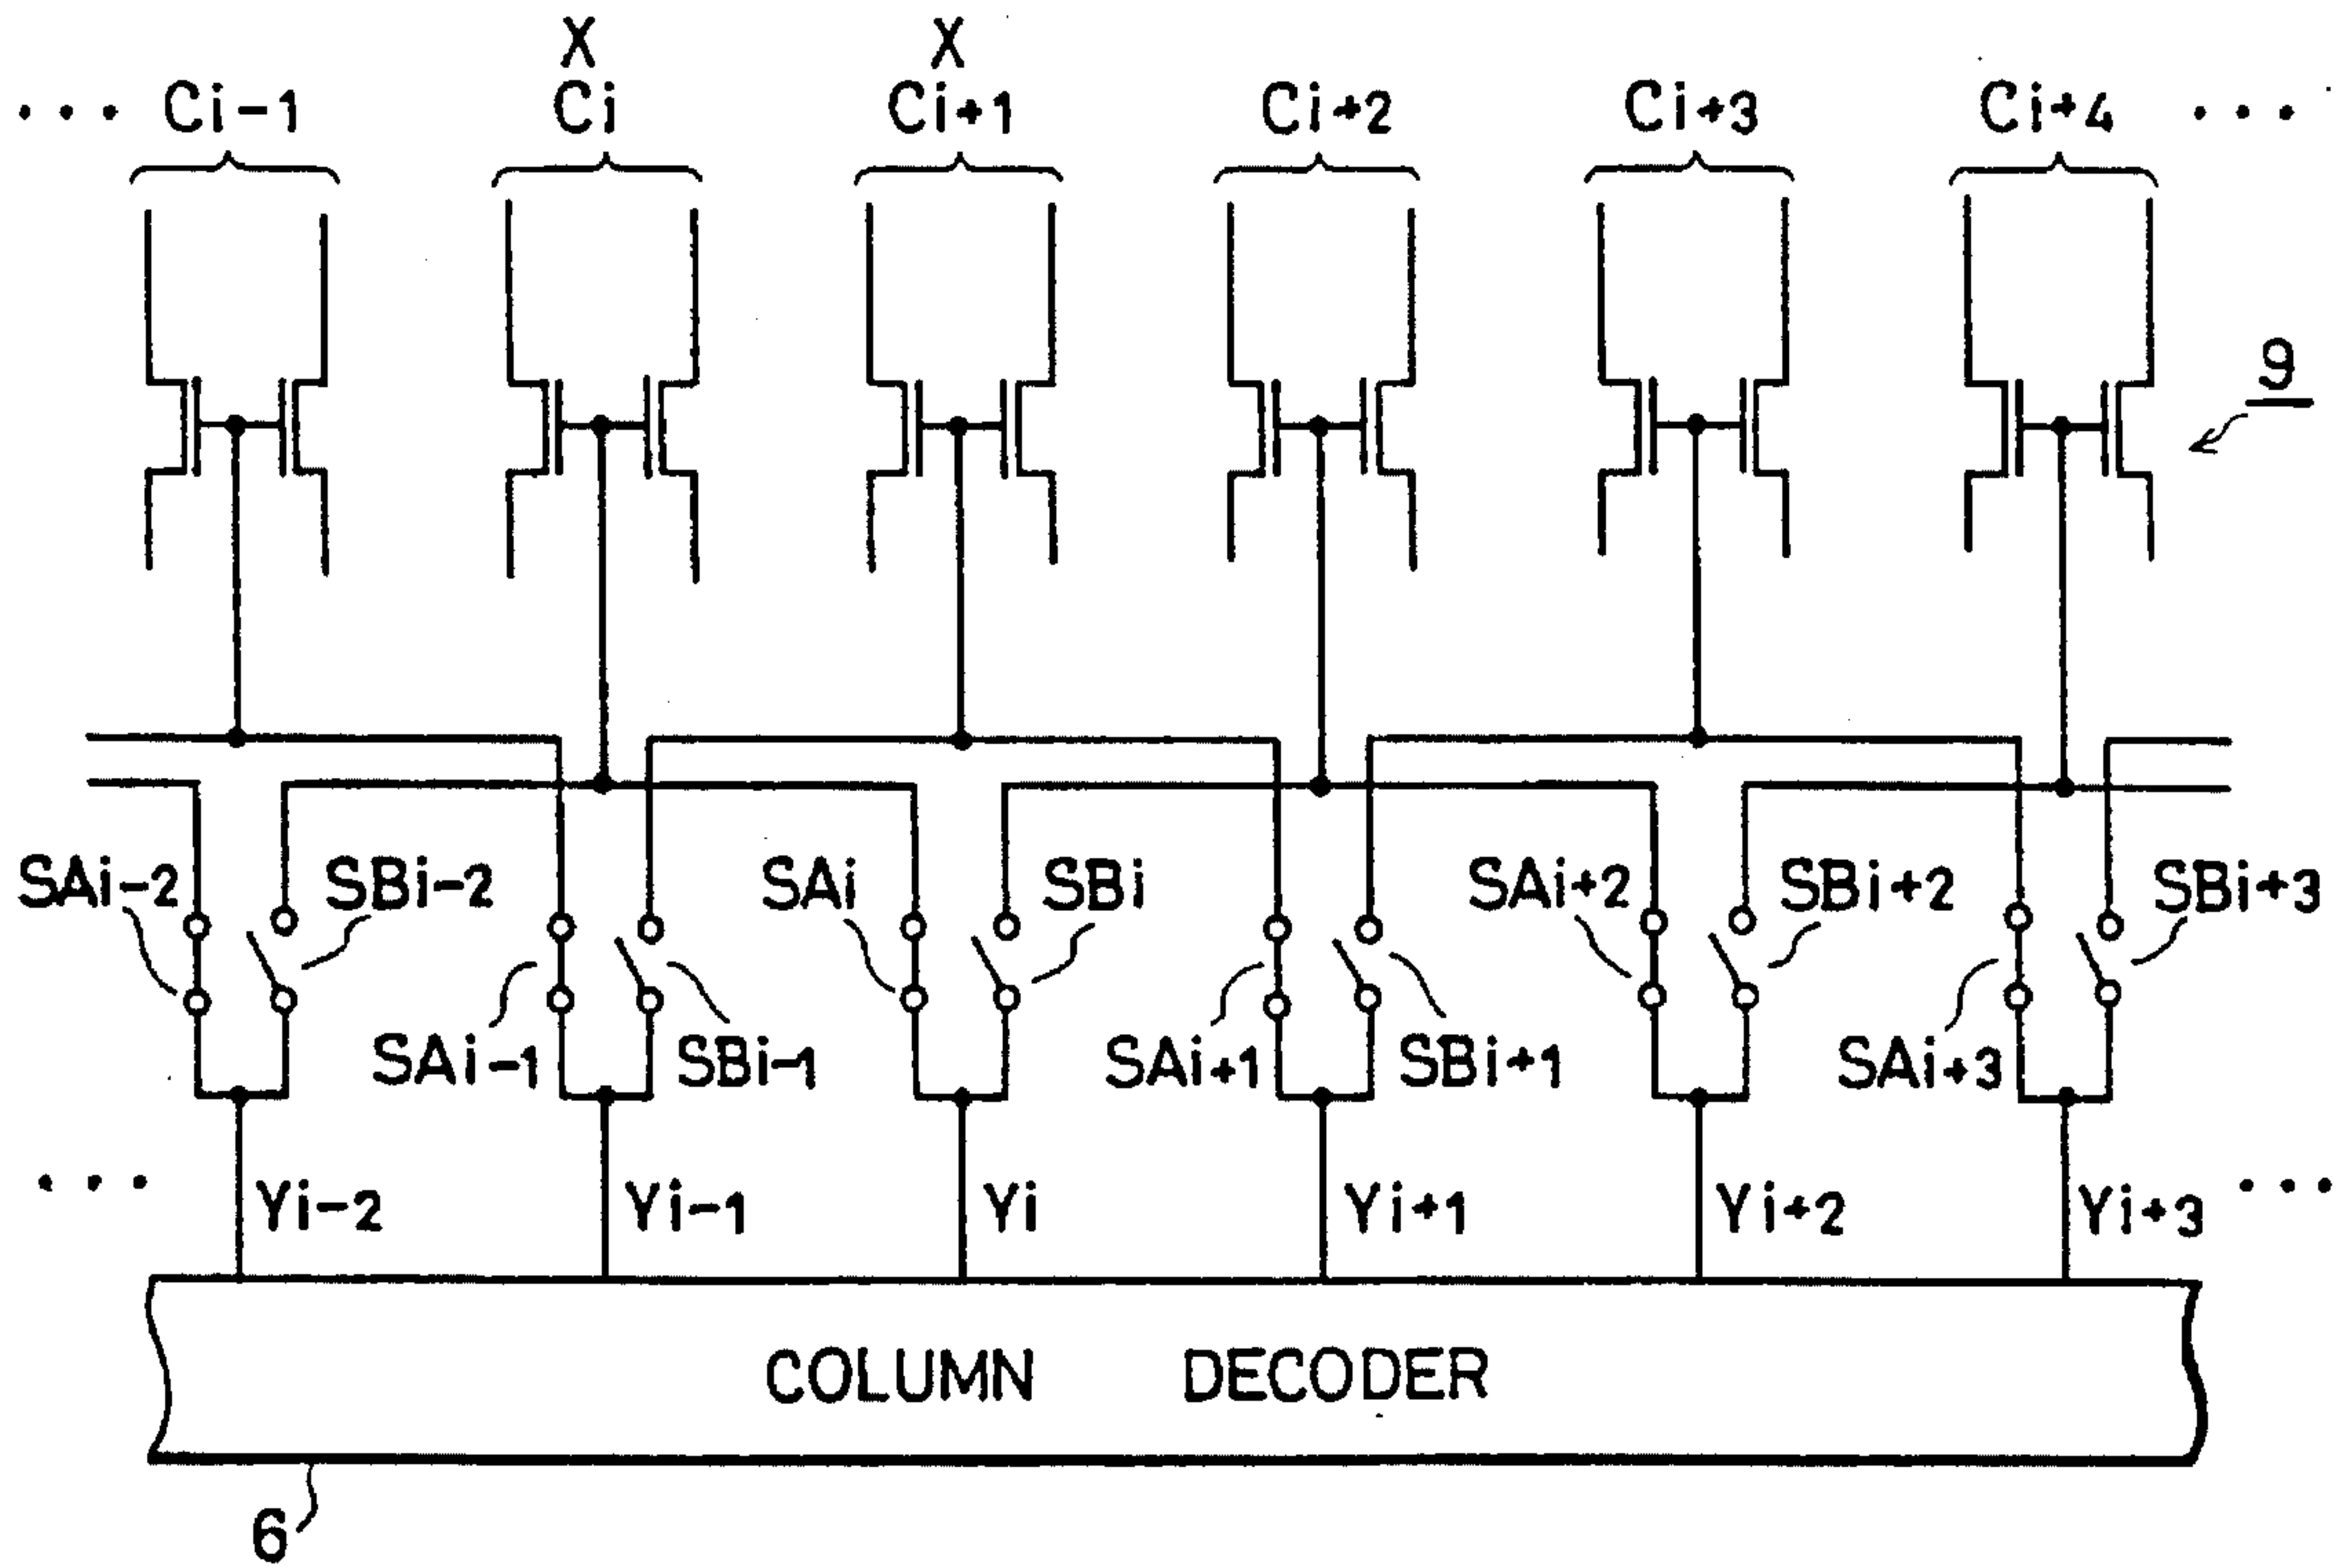 X X
... Ci-1 Ci Ci+1 Ci+2 Ci+3 Ci+4 ...
9
SAi-2 SBi-2 SAi SBi SAi+2 SBi+2 SBi+3
SAi-1 SBi-1 SAi+1 SBi+1 SAi+3
... Yi-2 Yi-1 Yi Yi+1 Yi+2 Yi+3 ...
COLUMN DECODER
6